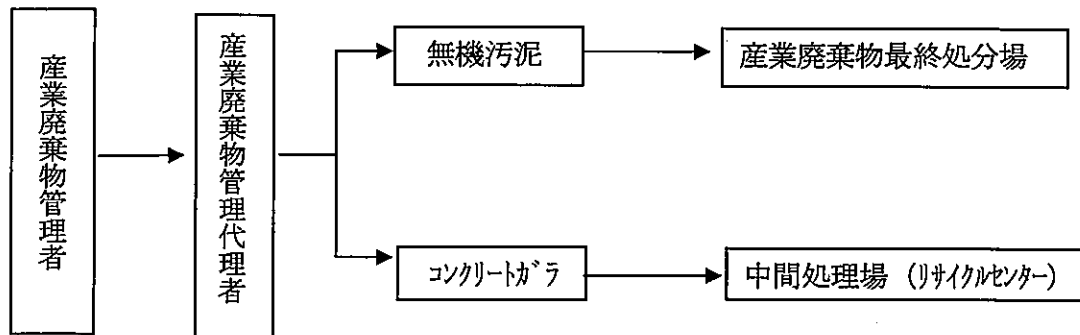 産業廃棄物管理者
産業廃棄物管理代理者
無機汚泥
産業廃棄物最終処分場
コンクリートガラ
中間処理場（リサイクルセンター）